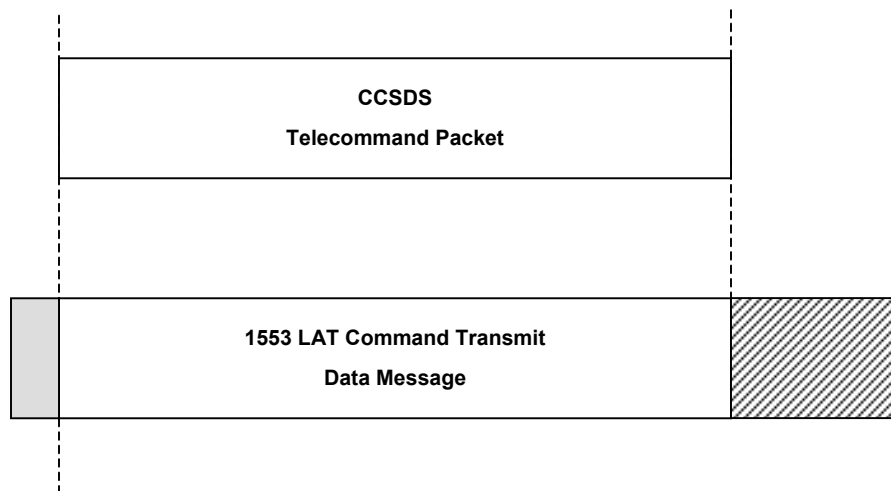 CCSDS
Telecommand Packet
1553 LAT Command Transmit
Data Message